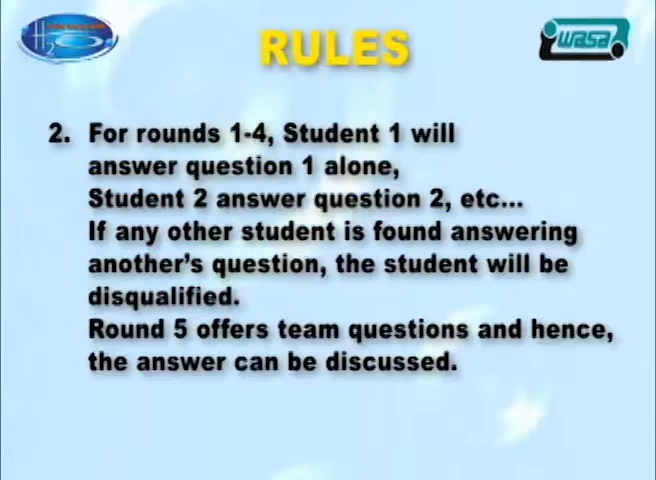 H2O
wasa
RULES
2. For rounds 1-4, Student 1 will
answer question 1 alone,
Student 2 answer question 2, etc...
If any other student is found answering
another's question, the student will be
disqualified.
Round 5 offers team questions and hence,
the answer can be discussed.